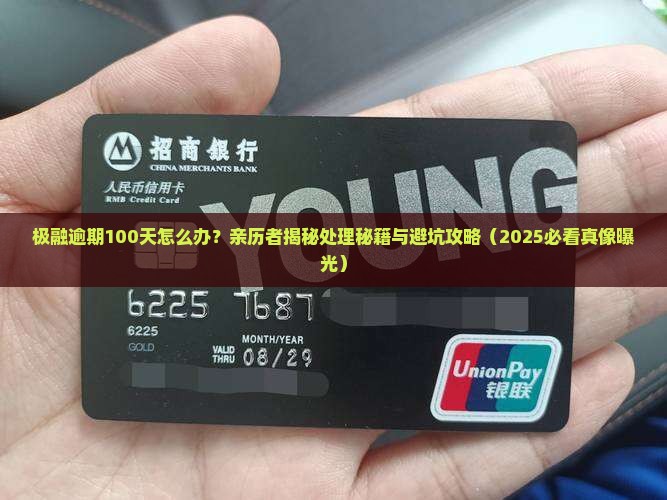 招商银行
CHINA MERCHANTS BANK
人民币信用卡
RMB Credit Card
YOUNG
极融逾期100天怎么办？亲历者揭秘处理秘籍与避坑攻略（2025必看真像曝
光）
6225 7687
6225
GOLD
VALID THRU
MONTH/YEAR
08/29
UnionPay
银联